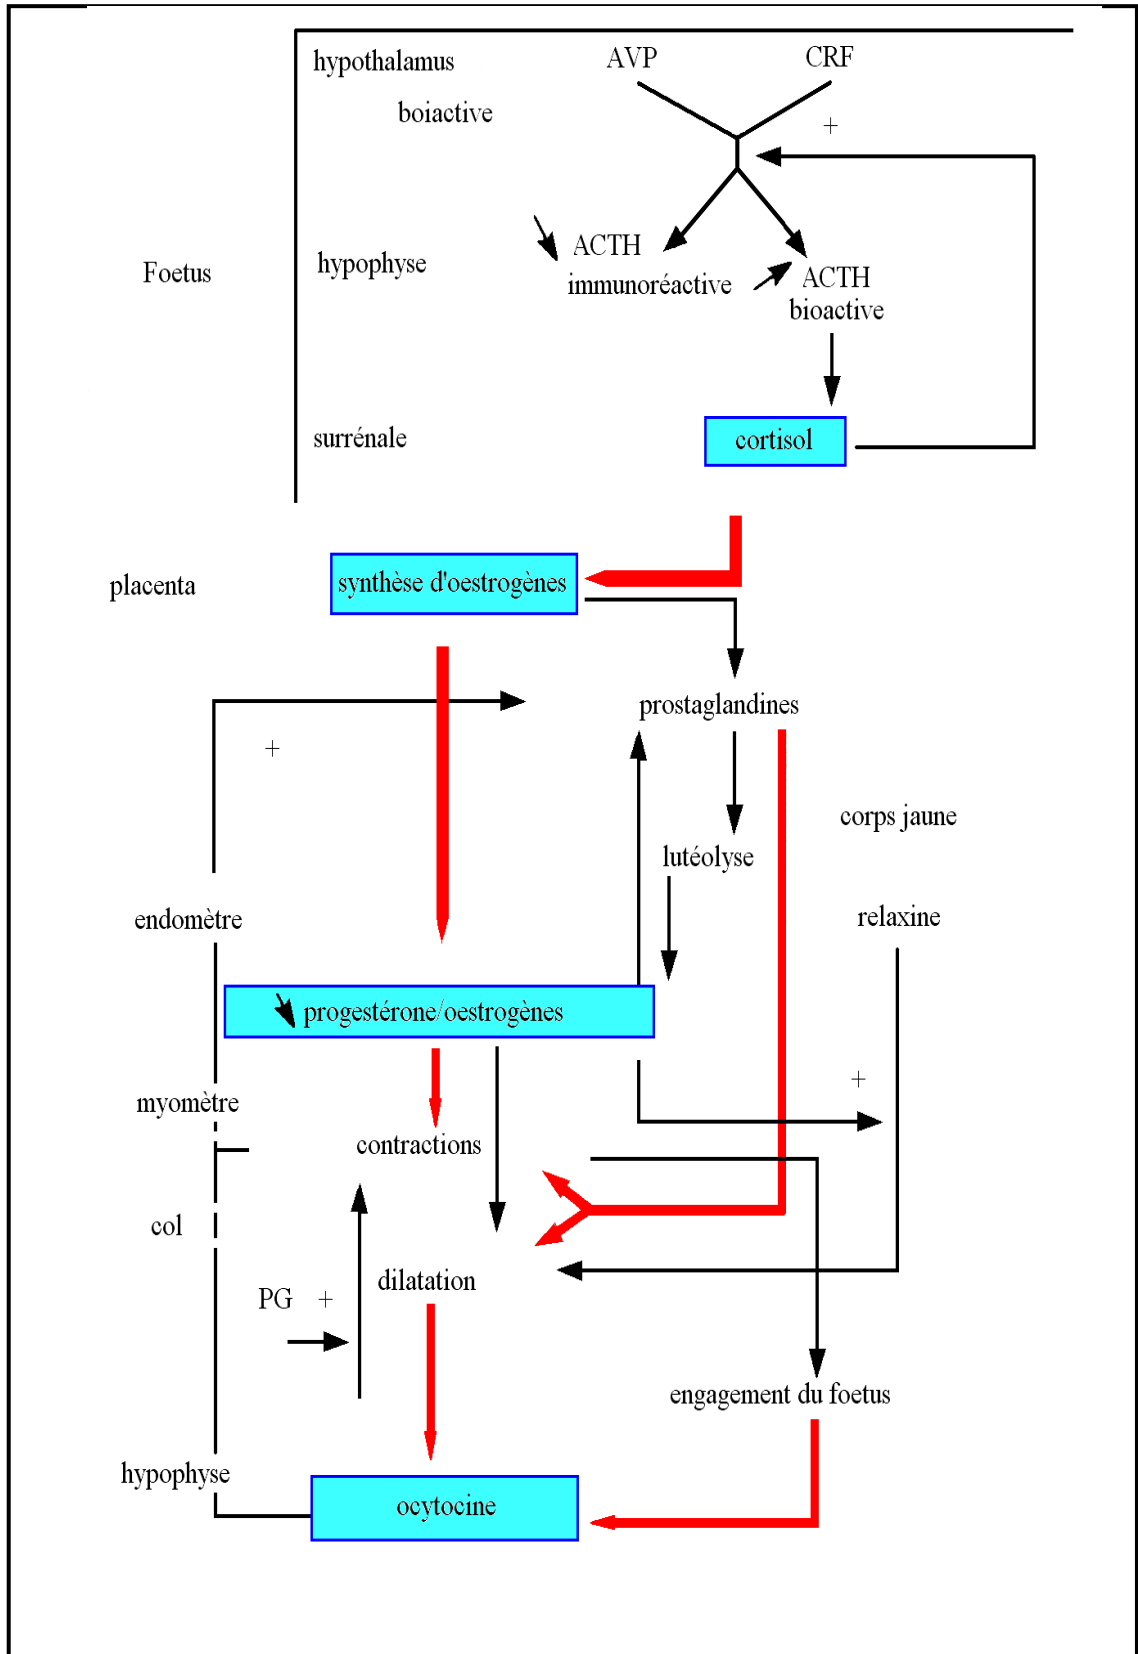 hypothalamus AVP CRF
boiactive
+
Foetus
hypophyse
ACTH
immunoréactive
ACTH
bioactive
surrénale
cortisol
placenta
synthèse d'oestrogènes
prostaglandines
+
corps jaune
lutéolyse
endomètre
relaxine
progestérone/oestrogènes
+
myomètre
contractions
col
dilatation
PG +
engagement du foetus
hypophyse
ocytocine